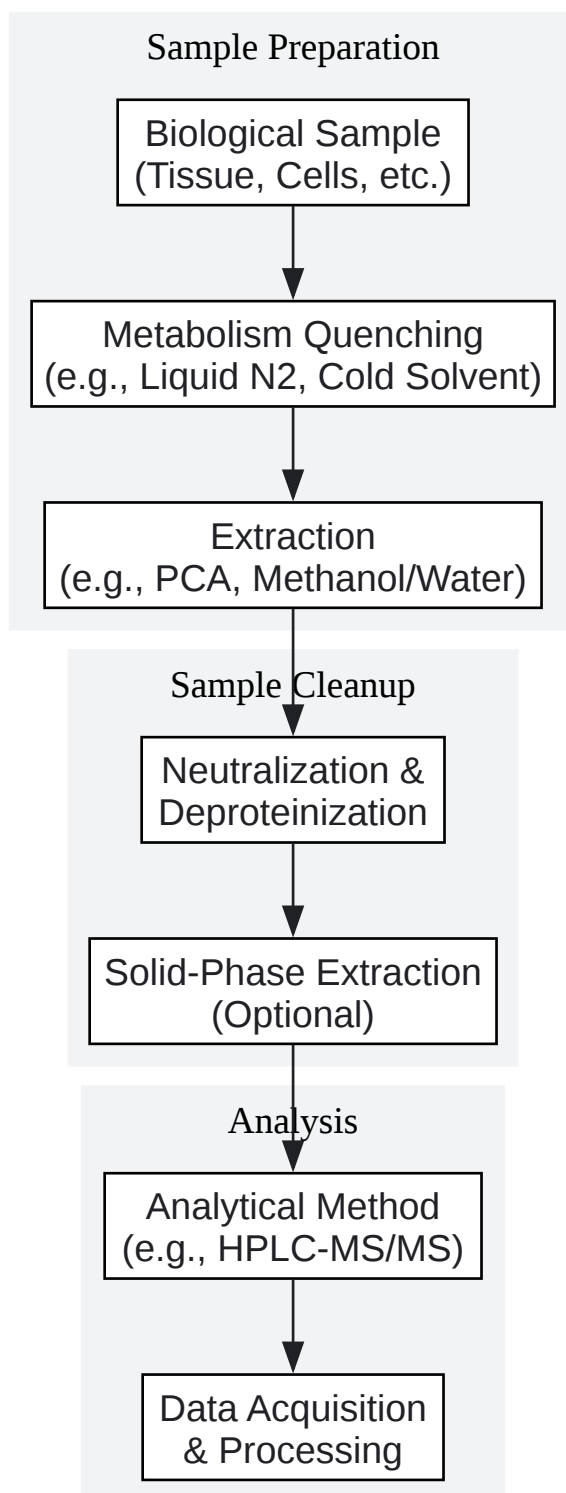 Sample Preparation
Biological Sample
(Tissue, Cells, etc.)
Metabolism Quenching
(e.g., Liquid N2, Cold Solvent)
Extraction
(e.g., PCA, Methanol/Water)
Sample Cleanup
Neutralization &
Deproteinization
Solid-Phase Extraction
(Optional)
Analysis
Analytical Method
(e.g., HPLC-MS/MS)
Data Acquisition
& Processing